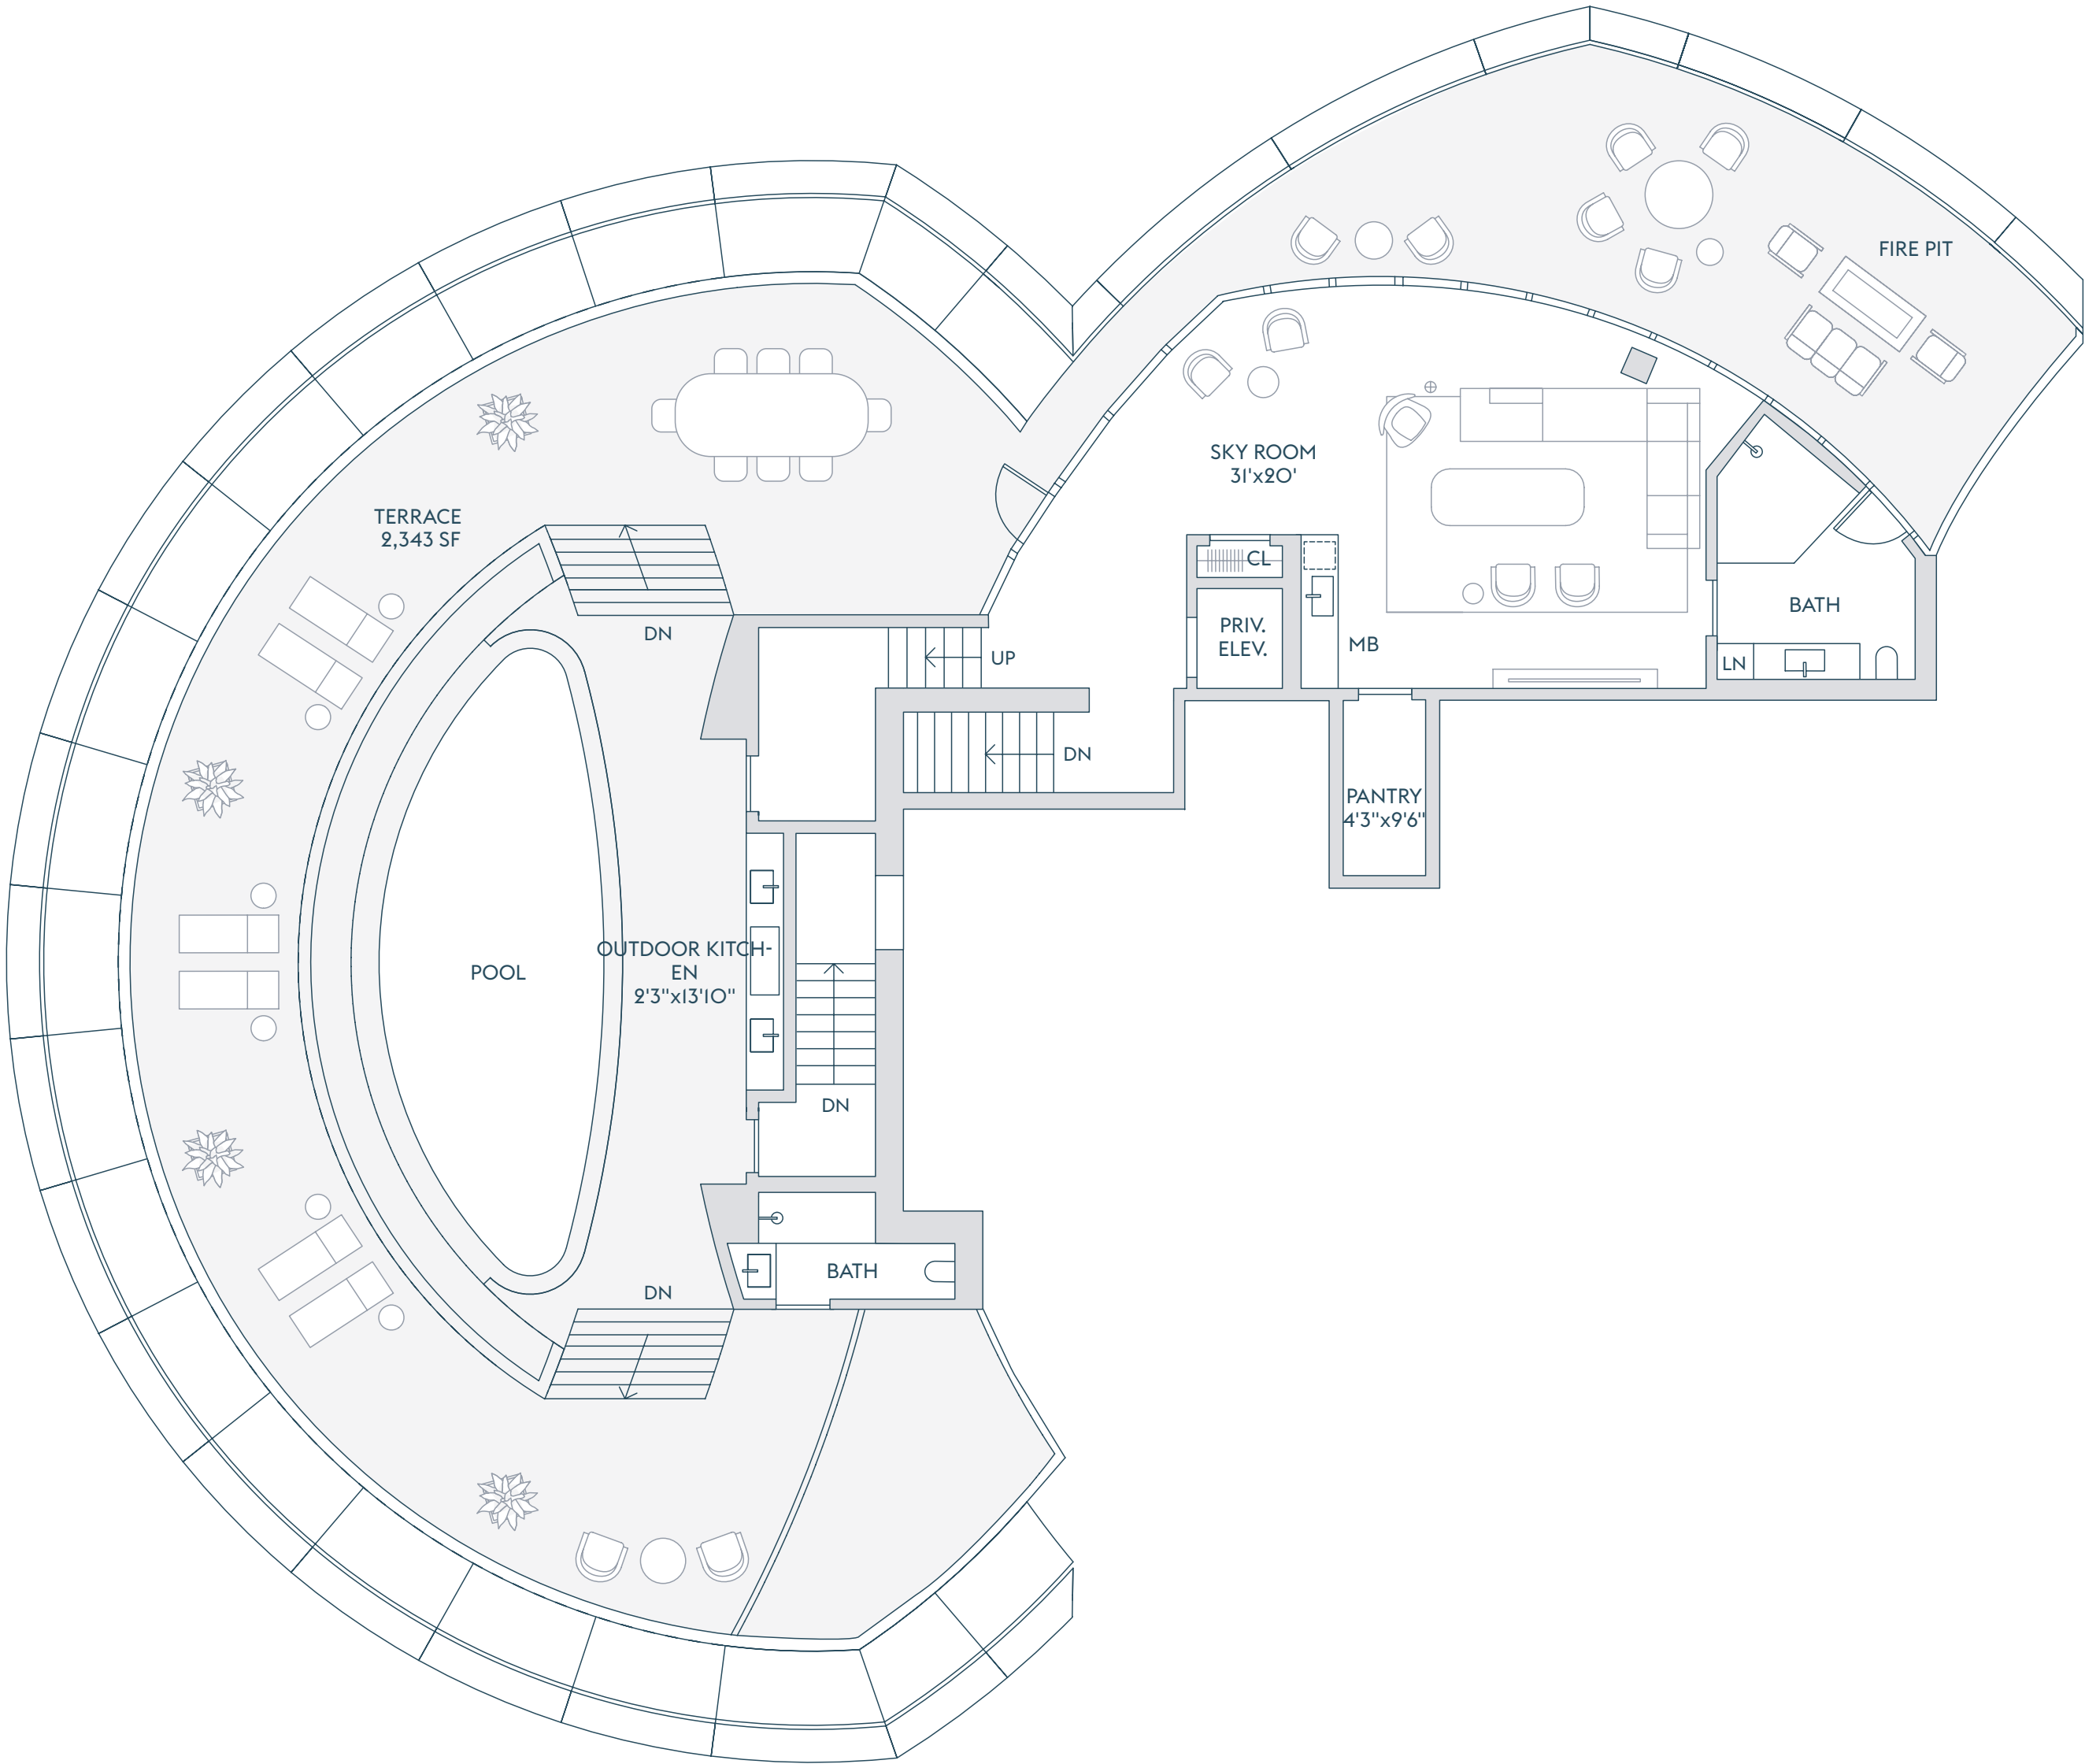 FIRE PIT
SKY ROOM
31'x20'
TERRACE
2,343 SF
CL
BATH
PRIV.
ELEV.
DN
MB
UP
LN
DN
PANTRY
4'3"x9'6"
OUTDOOR KITCH-
EN
2'3"x13'10"
POOL
DN
BATH
DN